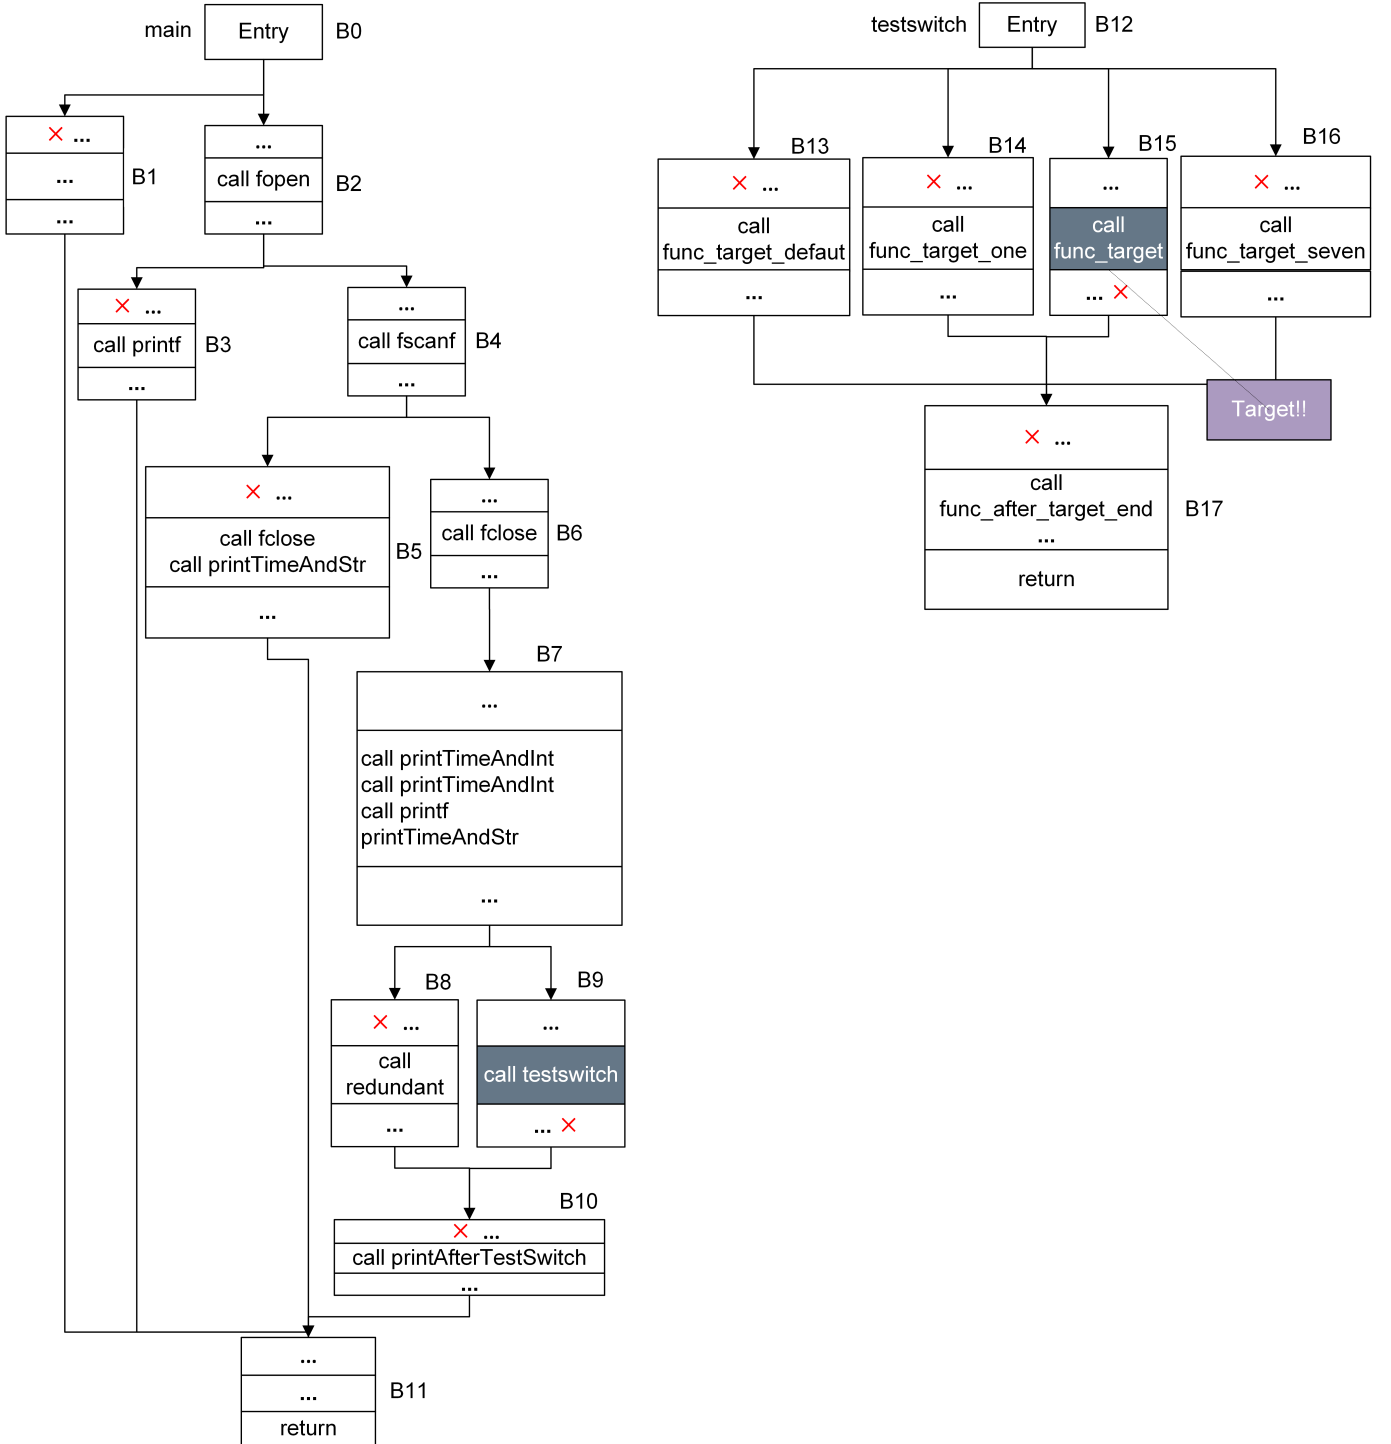 main
Entry
B0
...
...
...
B1
...
call fopen
...
B2
...
call printf
...
B3
...
call fscanf
...
B4
...
call fclose
call printTimeAndStr
...
B5
...
call fclose
...
B6
B7
...
call printTimeAndInt
call printTimeAndInt
call printf
printTimeAndStr
...
B8
...
call
redundant
...
B9
...
call testswitch
...
B10
...
call printAfterTestSwitch
...
...
...
return
B11
testswitch
Entry
B12
B13
...
call
func_target_defaut
...
B14
...
call
func_target_one
...
B15
...
call
func_target
...
B16
...
call
func_target_seven
...
Target!!
...
call
func_after_target_end
...
return
B17